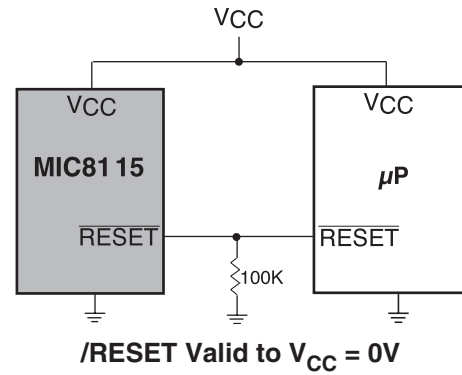 VCC
VCC
VCC
MIC8115
µP
RESET
RESET
100K
/RESET Valid to VCC = 0V